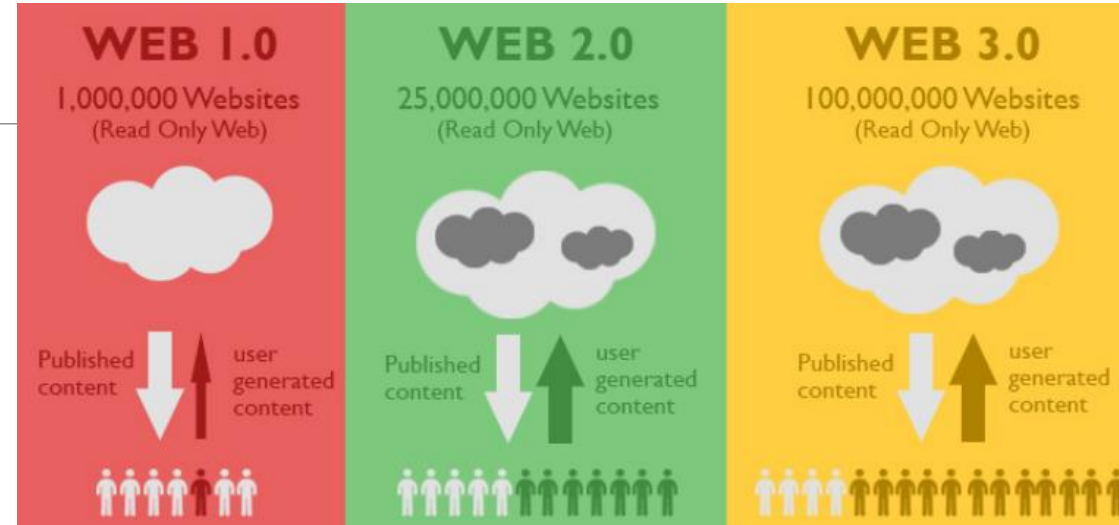 WEB 1.0
1,000,000 Websites
(Read Only Web)
Published
content
user
generated
content
WEB 2.0
25,000,000 Websites
(Read Only Web)
Published
content
user
generated
content
WEB 3.0
100,000,000 Websites
(Read Only Web)
Published
content
user
generated
content